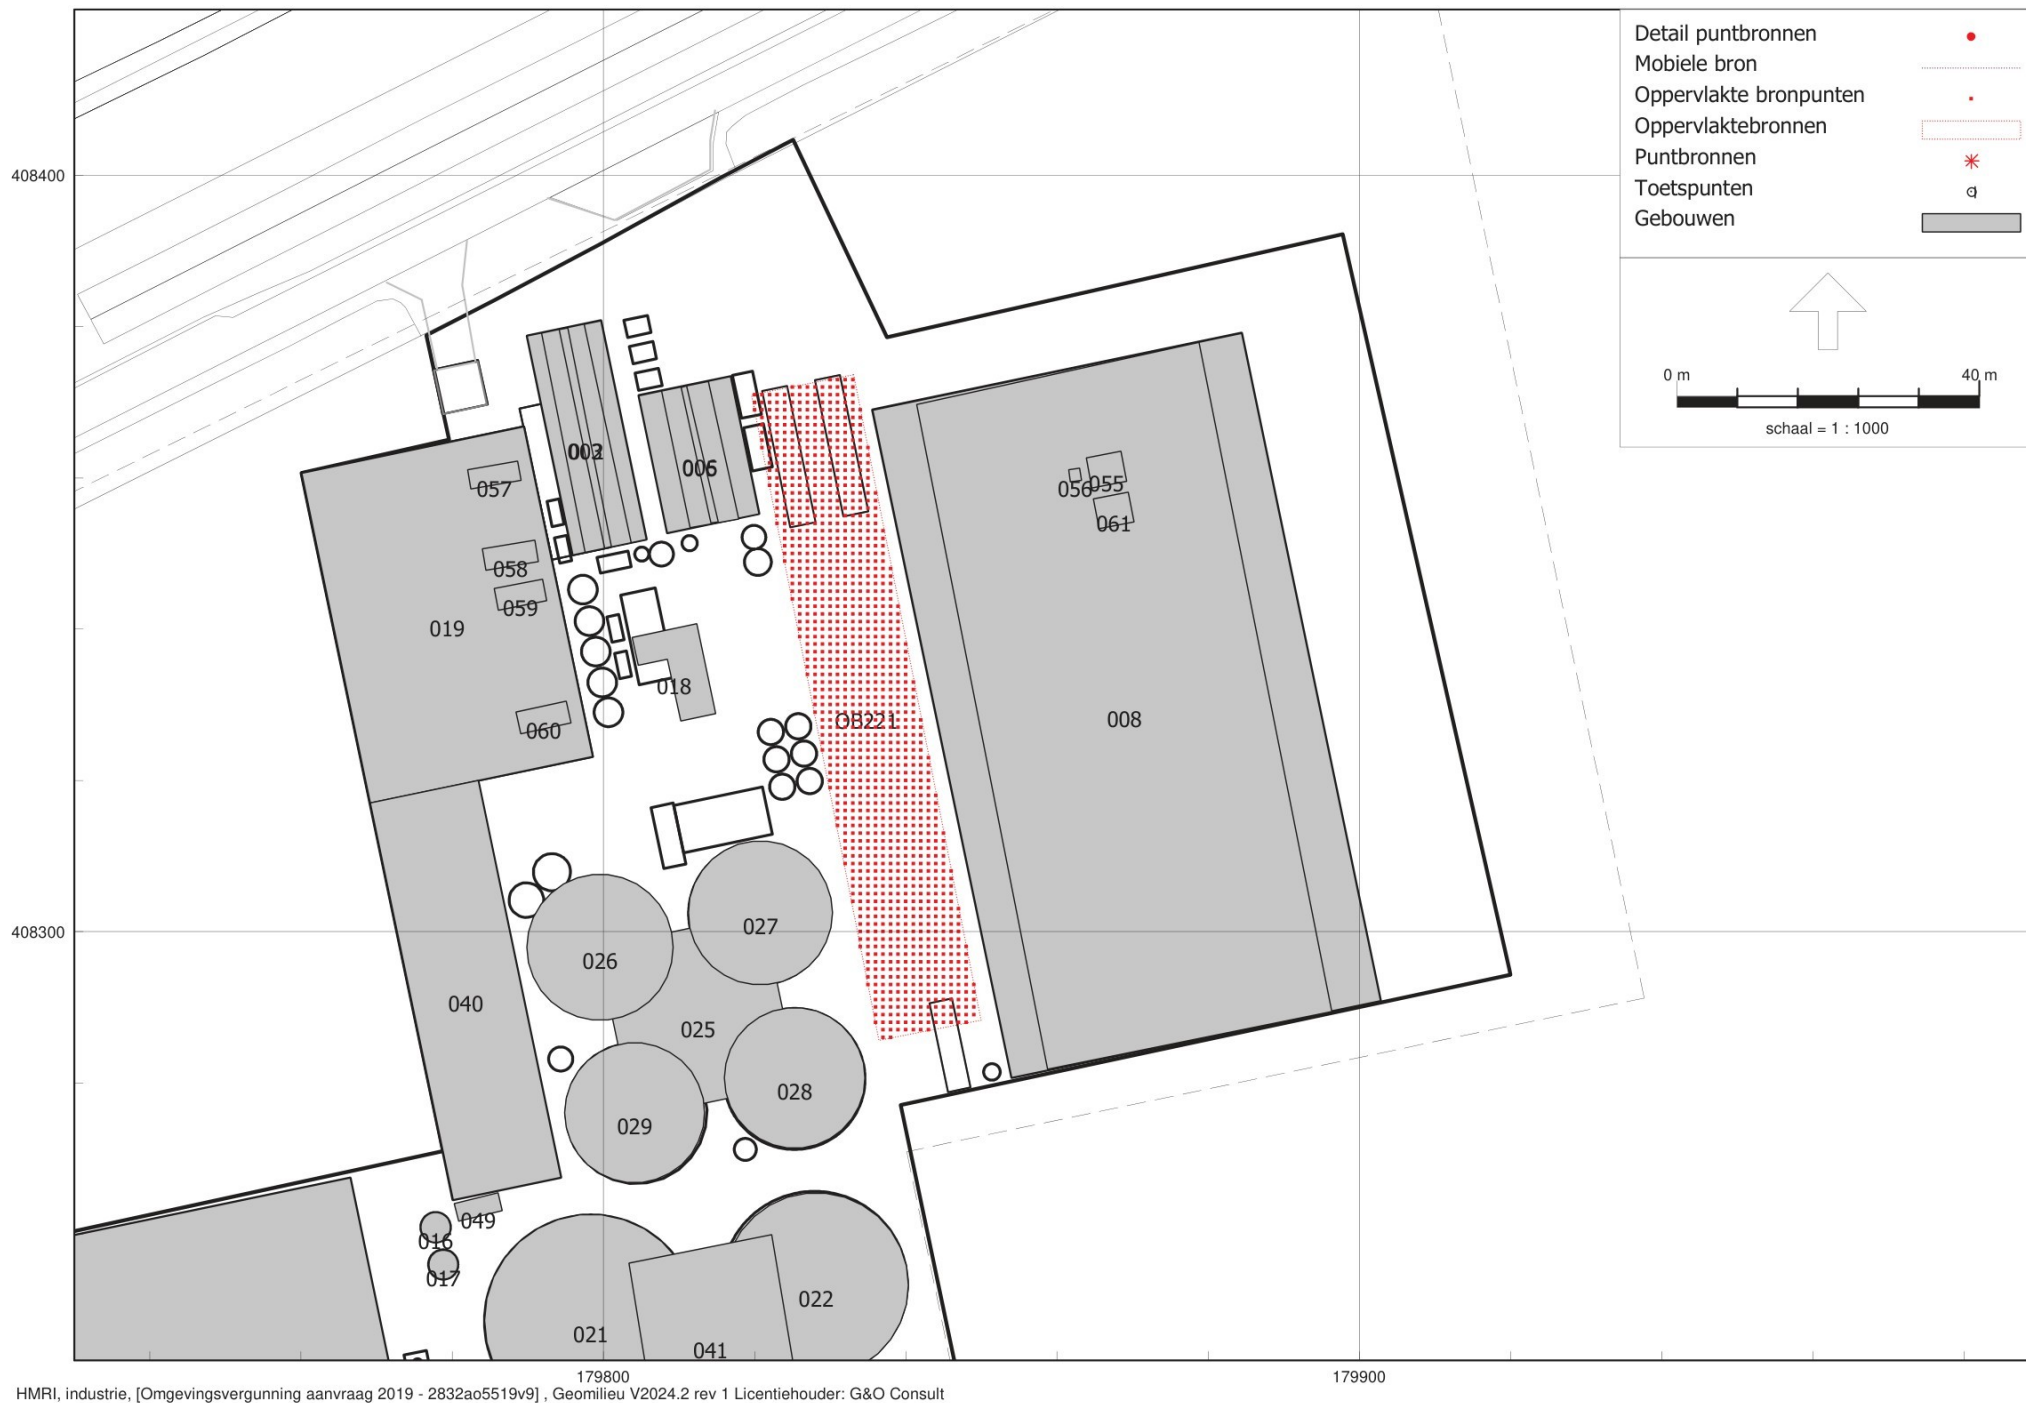 Detail puntbronnen
Mobiele bron
Oppervlakte bronpunten
Oppervlaktebronnen
Puntbronnen
Toetspunten
Gebouwen
0 m 40 m
schaal = 1 : 1000
408400
057
058
059
019
060
018
056
055
061
OB221
008
408300
027
026
040
025
028
029
049
016
017
022
021
041
179800 179900
HMRI, industrie, [Omgevingsvergunning aanvraag 2019 - 2832ao5519v9] , Geomilieu V2024.2 rev 1 Licentiehouder: G&O Consult